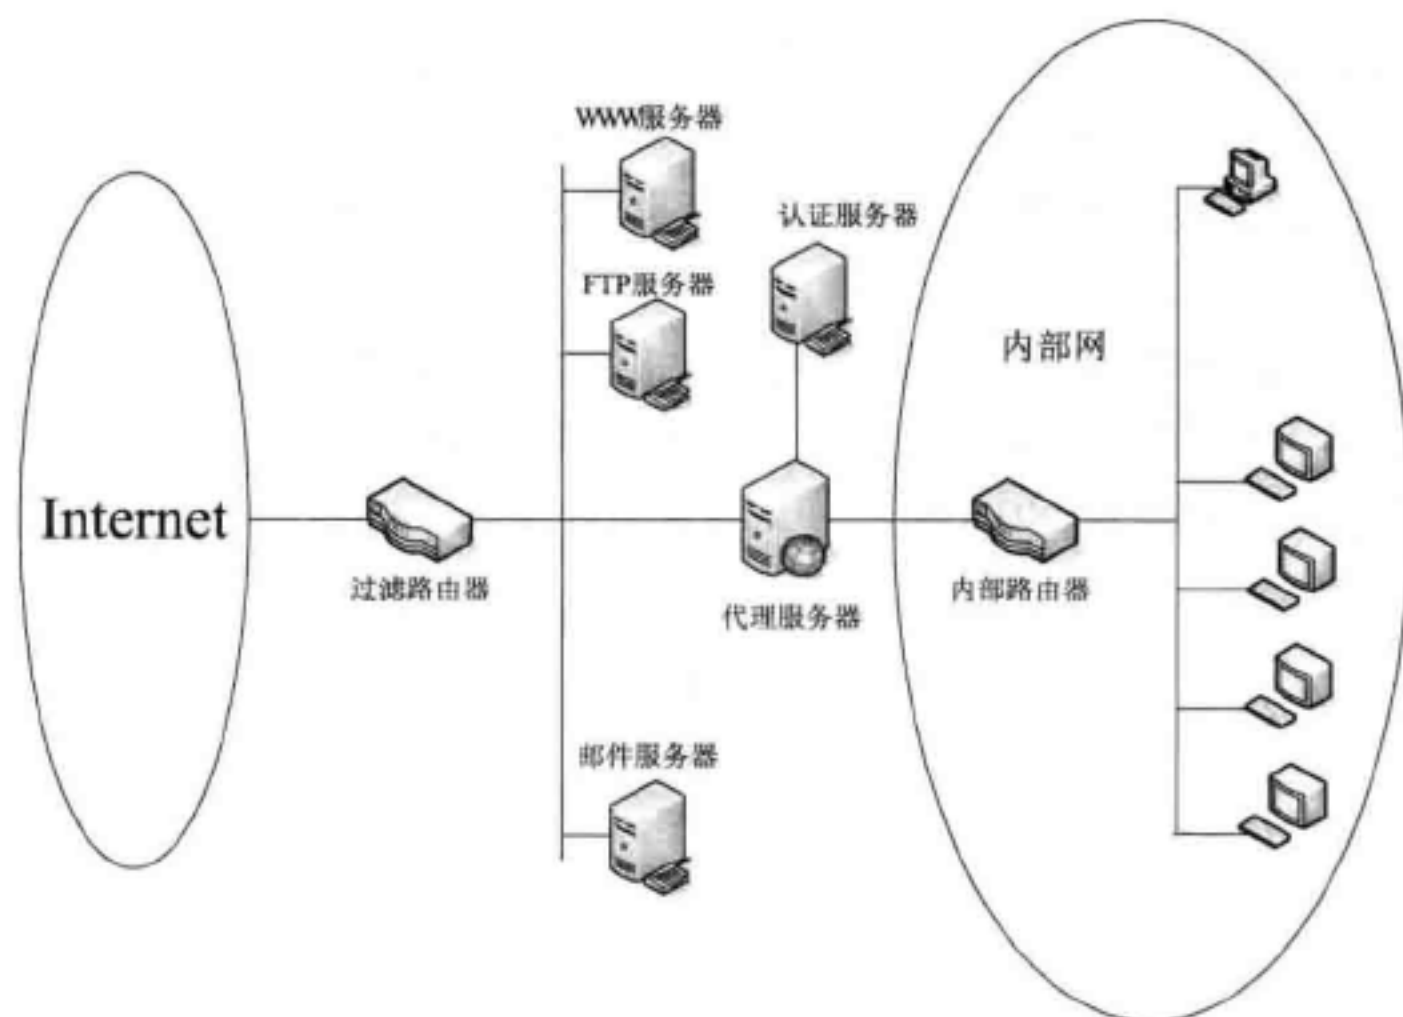 WWW服务器
认证服务器
FTP服务器
内部网
Internet
过滤路由器
代理服务器
内部路由器
邮件服务器